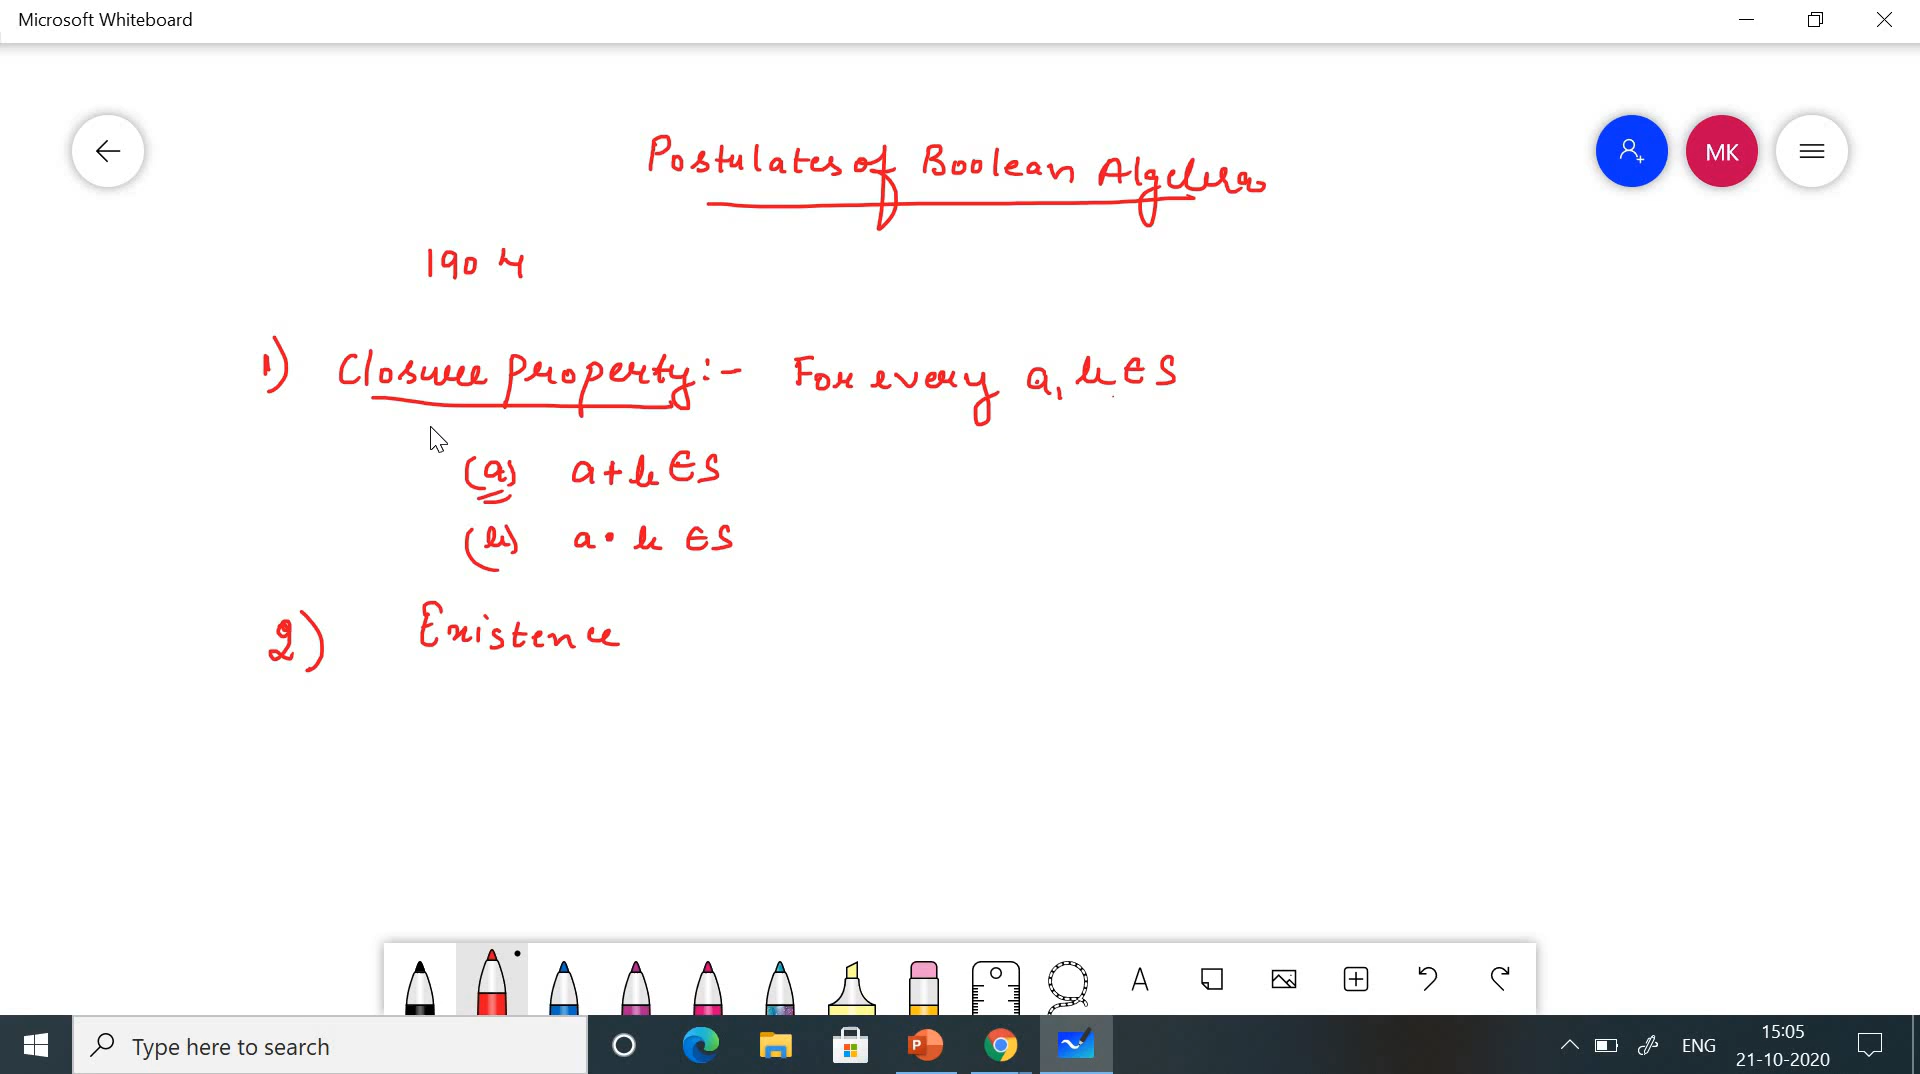 Microsoft Whiteboard
Postulates of Boolean Algebra
MK
1904
1) Closure Property:- For every a, b ∈ S
(a) a + b ∈ S
(b) a · b ∈ S
2) Existence
A
Type here to search
P
ENG
15:05
21-10-2020